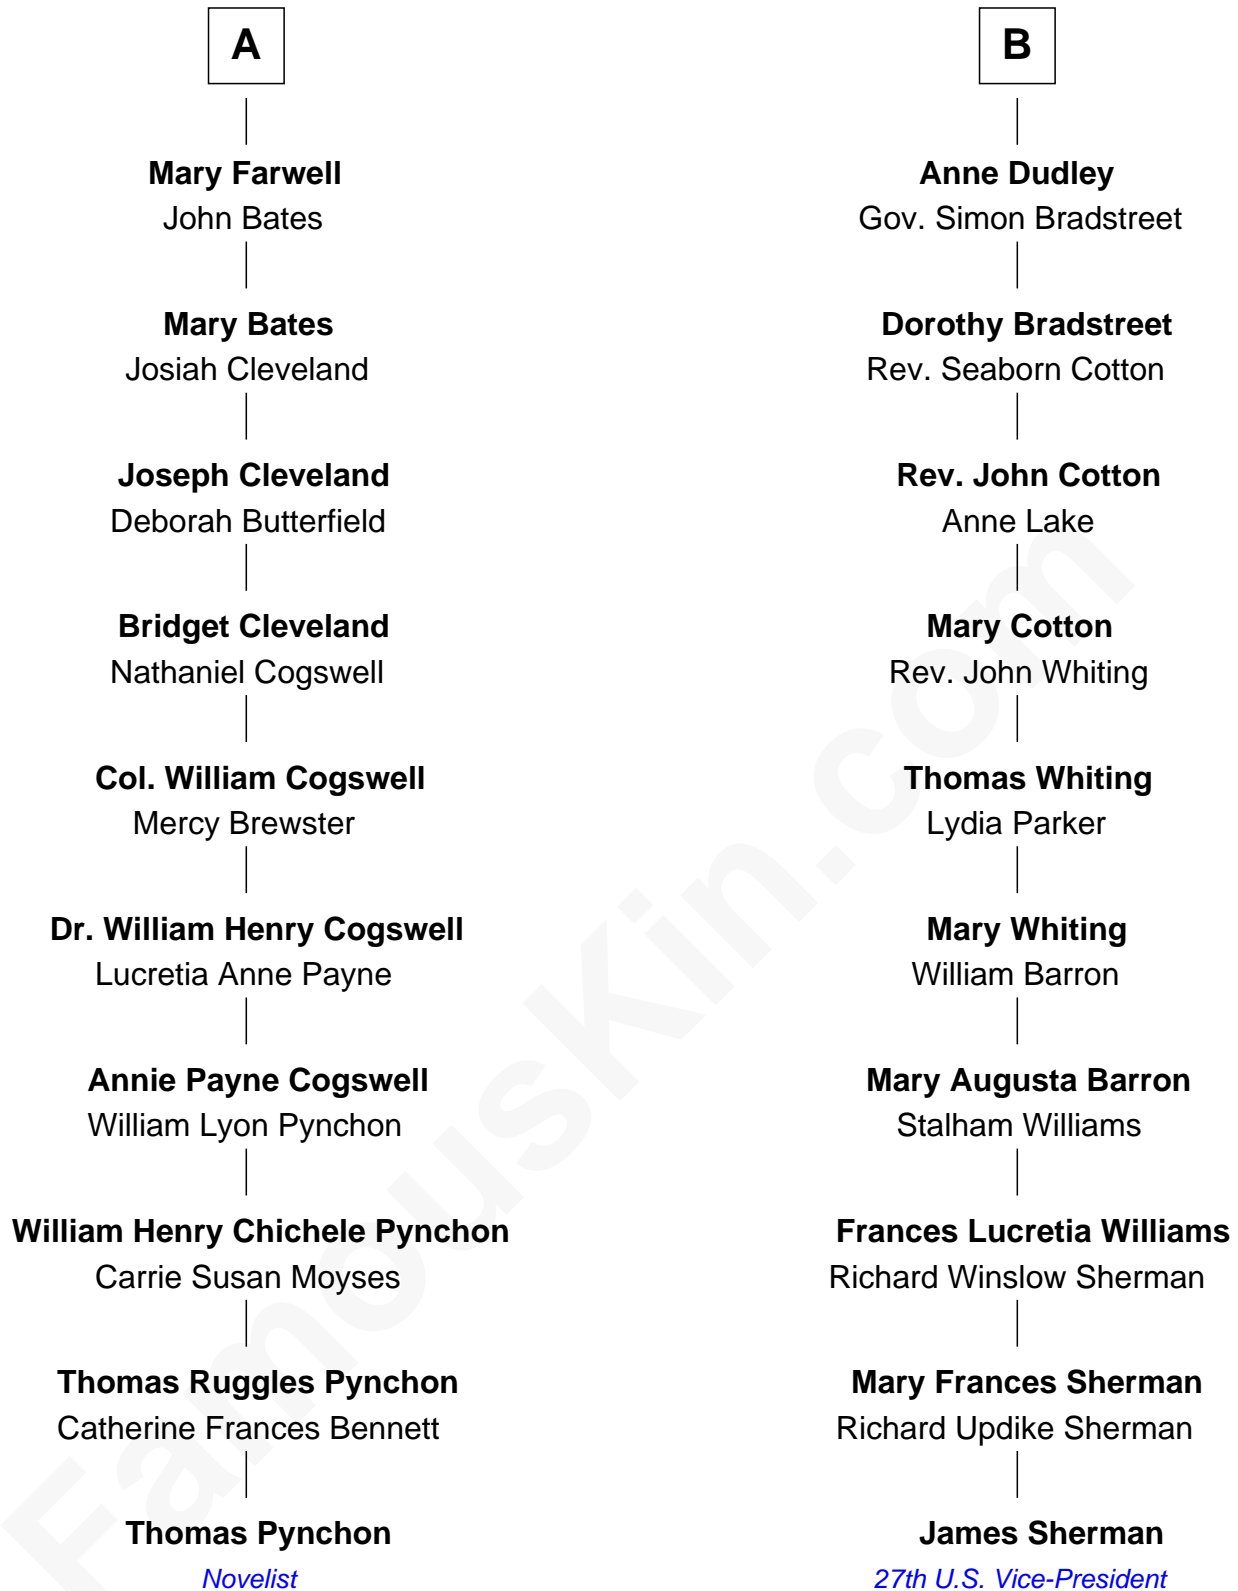 A
Mary Farwell
John Bates
Mary Bates
Josiah Cleveland
Joseph Cleveland
Deborah Butterfield
Bridget Cleveland
Nathaniel Cogswell
Col. William Cogswell
Mercy Brewster
Dr. William Henry Cogswell
Lucretia Anne Payne
Annie Payne Cogswell
William Lyon Pynchon
William Henry Chichele Pynchon
Carrie Susan Moyses
Thomas Ruggles Pynchon
Catherine Frances Bennett
Thomas Pynchon
Novelist
B
Anne Dudley
Gov. Simon Bradstreet
Dorothy Bradstreet
Rev. Seaborn Cotton
Rev. John Cotton
Anne Lake
Mary Cotton
Rev. John Whiting
Thomas Whiting
Lydia Parker
Mary Whiting
William Barron
Mary Augusta Barron
Stalham Williams
Frances Lucretia Williams
Richard Winslow Sherman
Mary Frances Sherman
Richard Updike Sherman
James Sherman
27th U.S. Vice-President
FamousKin.com